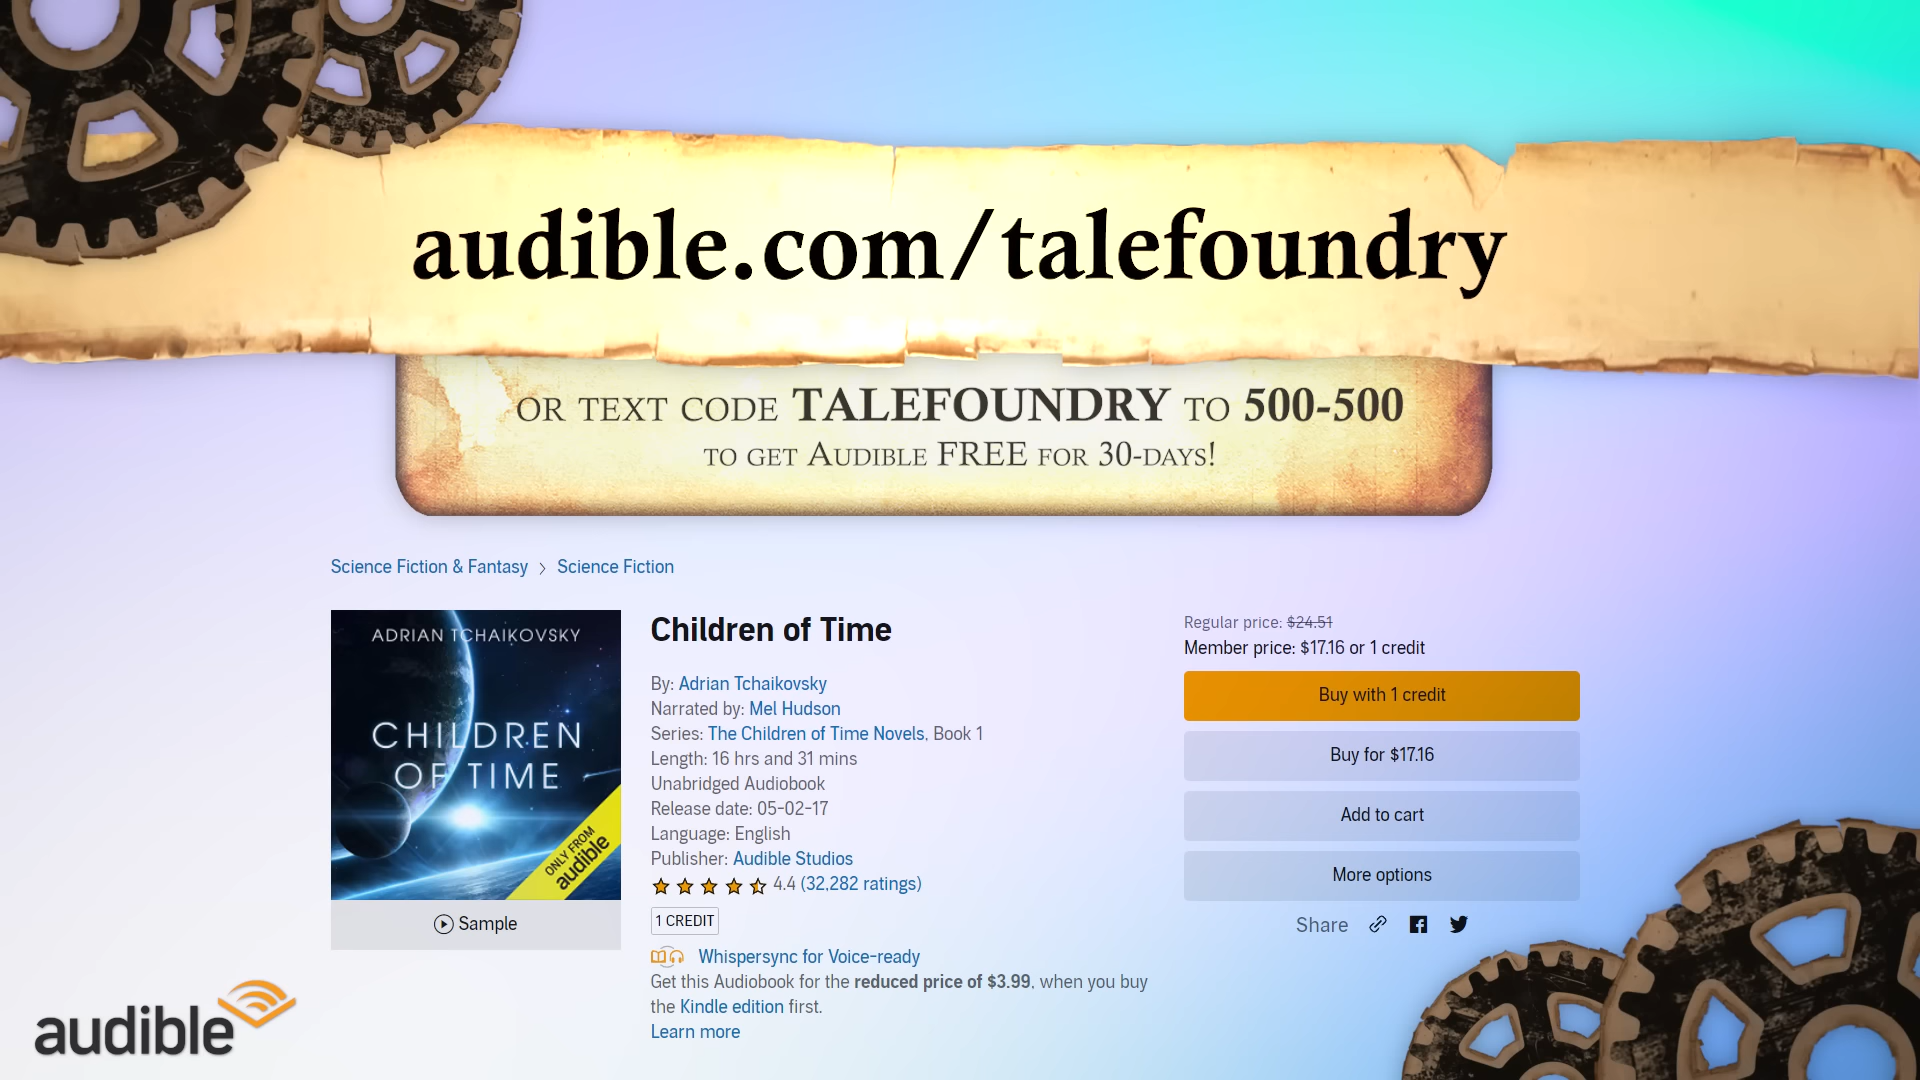 audible.com/talefoundry
OR TEXT CODE TALEFOUNDRY TO 500-500
TO GET AUDIBLE FREE FOR 30-DAYS!
Science Fiction & Fantasy > Science Fiction
ADRIAN TCHAIKOVSKY
CHILDREN
OF TIME
ONLY FROM
audible
Sample
Children of Time
By: Adrian Tchaikovsky
Narrated by: Mel Hudson
Series: The Children of Time Novels, Book 1
Length: 16 hrs and 31 mins
Unabridged Audiobook
Release date: 05-02-17
Language: English
Publisher: Audible Studios
4.4 (32,282 ratings)
1 CREDIT
Whispersync for Voice-ready
Get this Audiobook for the reduced price of $3.99, when you buy
the Kindle edition first.
Learn more
Regular price: $24.51
Member price: $17.16 or 1 credit
Buy with 1 credit
Buy for $17.16
Add to cart
More options
Share
audible